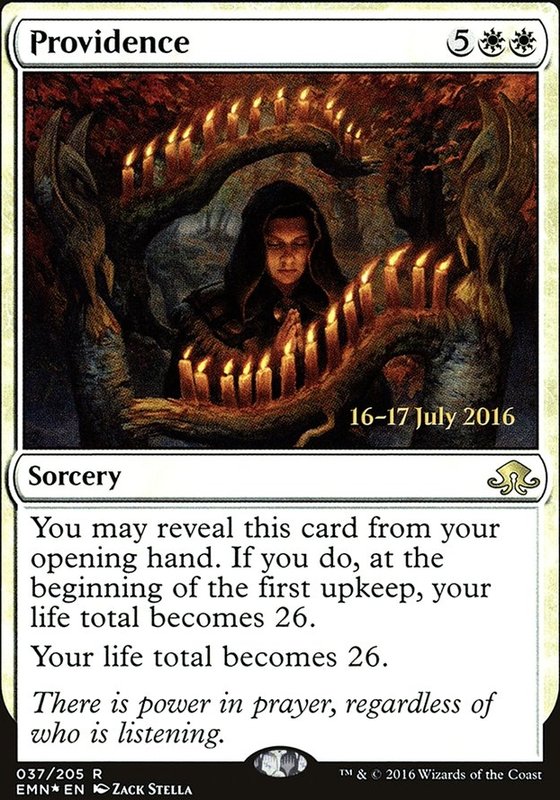 Providence 5
16–17 July 2016
Sorcery
You may reveal this card from your
opening hand. If you do, at the
beginning of the first upkeep, your
life total becomes 26.
Your life total becomes 26.
There is power in prayer, regardless of
who is listening.
037/205 R
EMN★EN Zack Stella
™ & © 2016 Wizards of the Coast